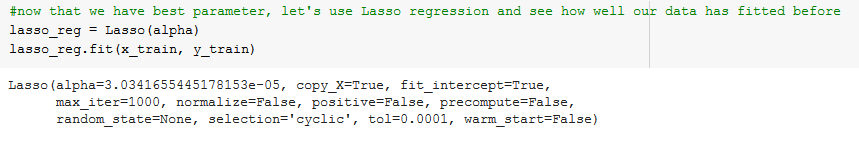 #now that we have best parameter, let's use Lasso regression and see how well our data has fitted before
lasso_reg = Lasso(alpha)
lasso_reg.fit(x_train, y_train)
Lasso(alpha=3.0341655445178153e-05, copy_X=True, fit_intercept=True,
max_iter=1000, normalize=False, positive=False, precompute=False,
random_state=None, selection='cyclic', tol=0.0001, warm_start=False)